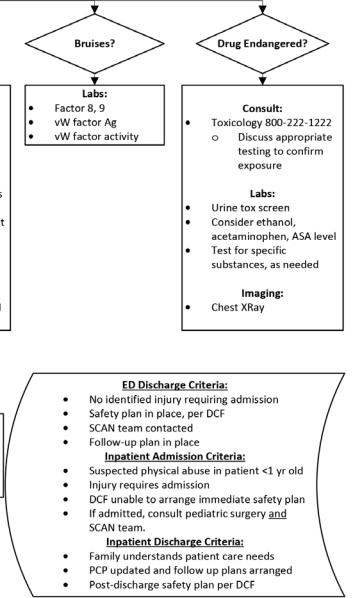 Bruises?
Drug Endangered?
Labs:
• Factor 8, 9
• vW factor Ag
• vW factor activity
Consult:
• Toxicology 800-222-1222
o Discuss appropriate
testing to confirm
exposure
Labs:
• Urine tox screen
• Consider ethanol,
acetaminophen, ASA level
• Test for specific
substances, as needed
Imaging:
• Chest XRay
ED Discharge Criteria:
• No identified injury requiring admission
• Safety plan in place, per DCF
• SCAN team contacted
• Follow-up plan in place
Inpatient Admission Criteria:
• Suspected physical abuse in patient <1 yr old
• Injury requires admission
• DCF unable to arrange immediate safety plan
• If admitted, consult pediatric surgery and
SCAN team.
Inpatient Discharge Criteria:
• Family understands patient care needs
• PCP updated and follow up plans arranged
• Post-discharge safety plan per DCF